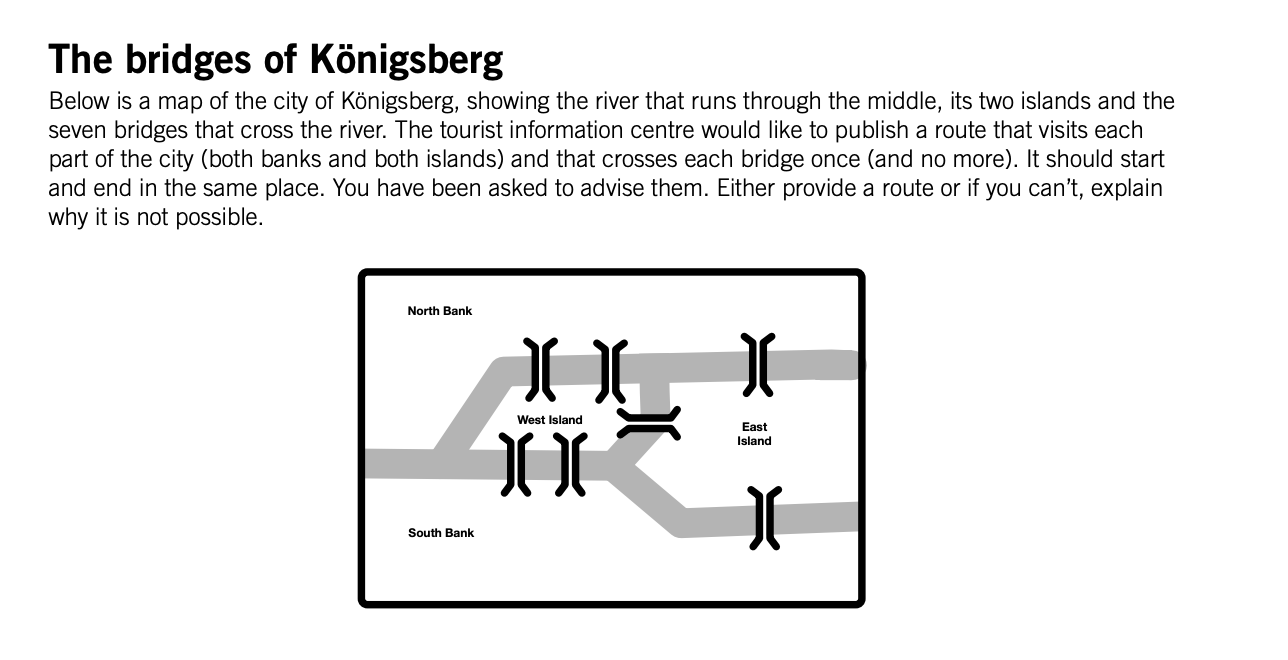 The bridges of Königsberg
Below is a map of the city of Königsberg, showing the river that runs through the middle, its two islands and the
seven bridges that cross the river. The tourist information centre would like to publish a route that visits each
part of the city (both banks and both islands) and that crosses each bridge once (and no more). It should start
and end in the same place. You have been asked to advise them. Either provide a route or if you can’t, explain
why it is not possible.
North Bank
West Island
East
Island
South Bank